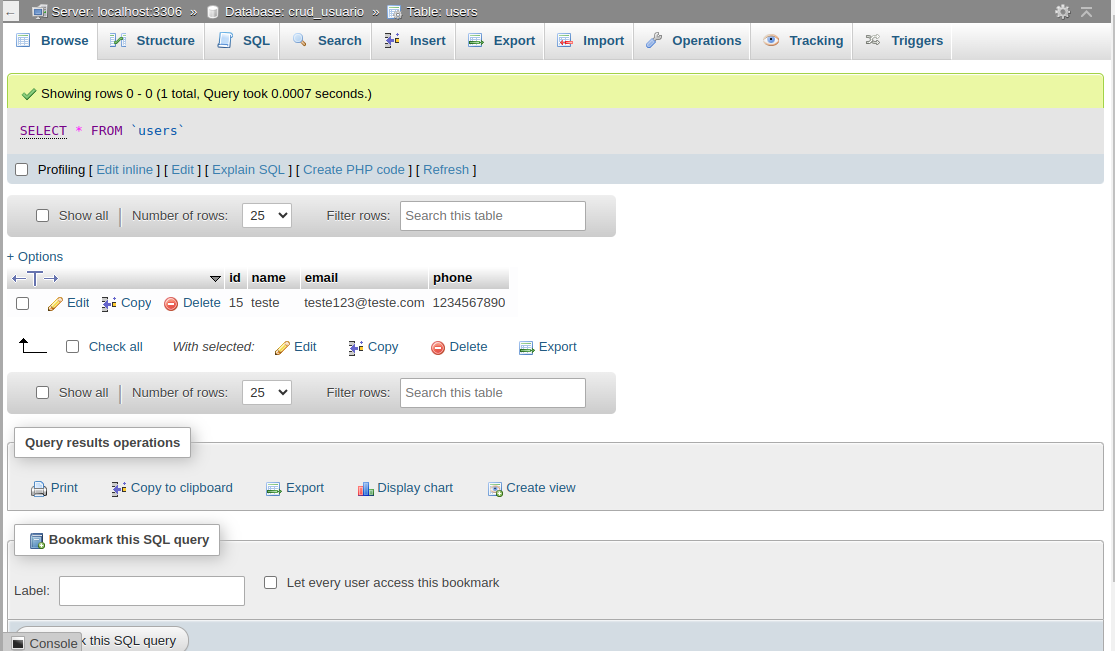 ← Server: localhost:3306 » Database: crud_usuario » Table: users
Browse Structure SQL Search Insert Export Import Operations Tracking Triggers
Showing rows 0 - 0 (1 total, Query took 0.0007 seconds.)
SELECT * FROM `users`
Profiling [ Edit inline ] [ Edit ] [ Explain SQL ] [ Create PHP code ] [ Refresh ]
Show all Number of rows: 25 Filter rows: Search this table
+ Options
←T→ id name email phone
Edit Copy Delete 15 teste teste123@teste.com 1234567890
Check all With selected: Edit Copy Delete Export
Show all Number of rows: 25 Filter rows: Search this table
Query results operations
Print Copy to clipboard Export Display chart Create view
Bookmark this SQL query
Label: Let every user access this bookmark
Console this SQL query